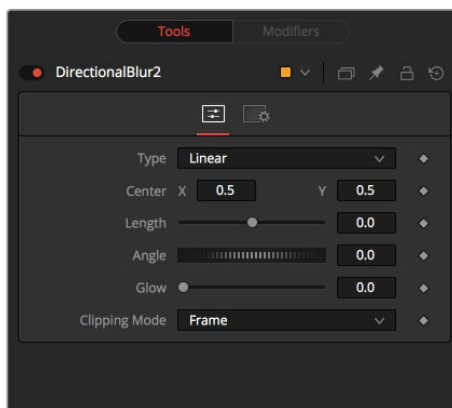 Tools Modifiers
DirectionalBlur2
Type Linear
Center X 0.5 Y 0.5
Length 0.0
Angle 0.0
Glow 0.0
Clipping Mode Frame